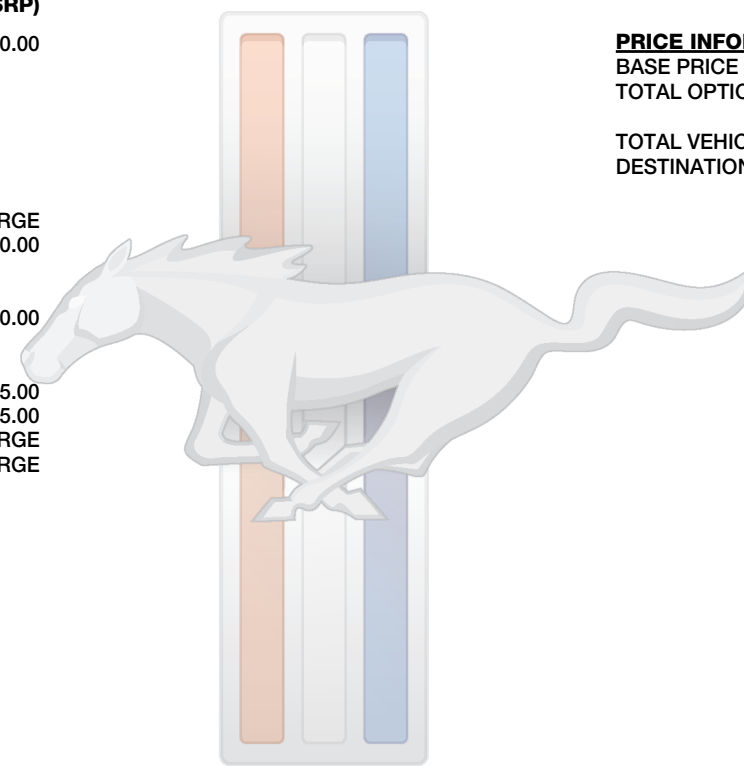 SRP)
0.00
RGE
0.00
0.00
5.00
5.00
RGE
RGE
PRICE INFO
BASE PRICE
TOTAL OPTIO
TOTAL VEHIC
DESTINATION